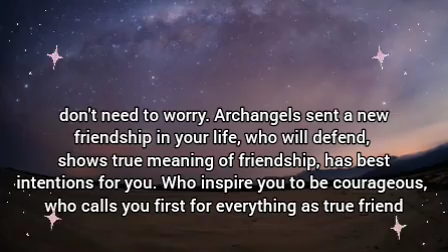 don't need to worry. Archangels sent a new
friendship in your life, who will defend,
shows true meaning of friendship, has best
intentions for you. Who inspire you to be courageous,
who calls you first for everything as true friend